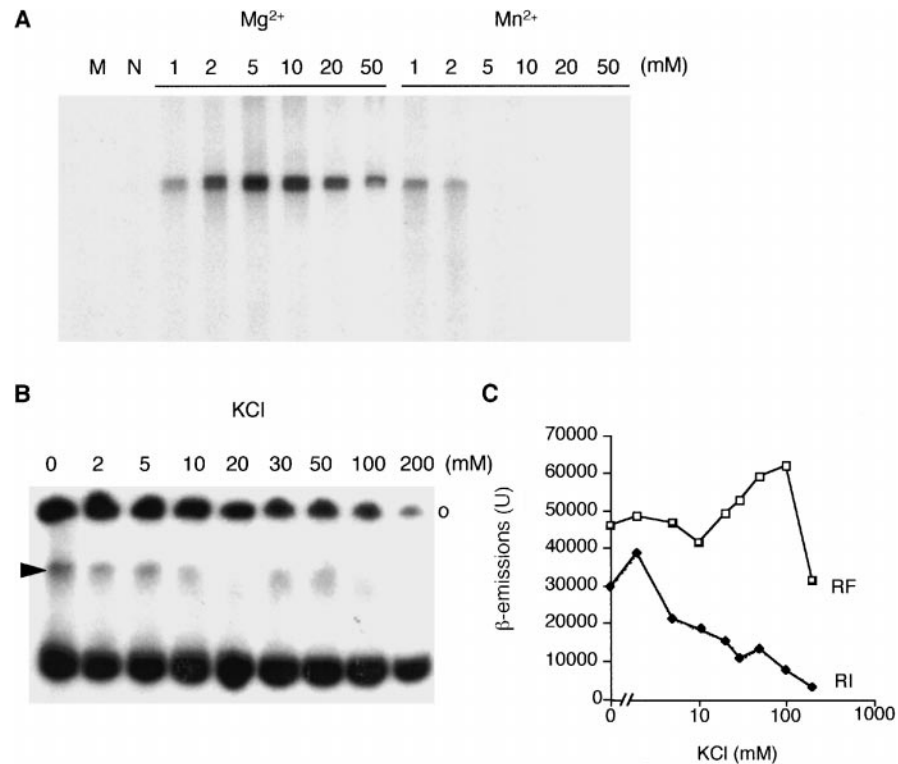 A
Mg2+ Mn2+
M N 1 2 5 10 20 50 1 2 5 10 20 50 (mM)
B
KCl
0 2 5 10 20 30 50 100 200 (mM)
o
C
70000
60000
50000
40000
30000
20000
10000
0
β-emissions (U)
RF
RI
0 10 100 1000
KCl (mM)